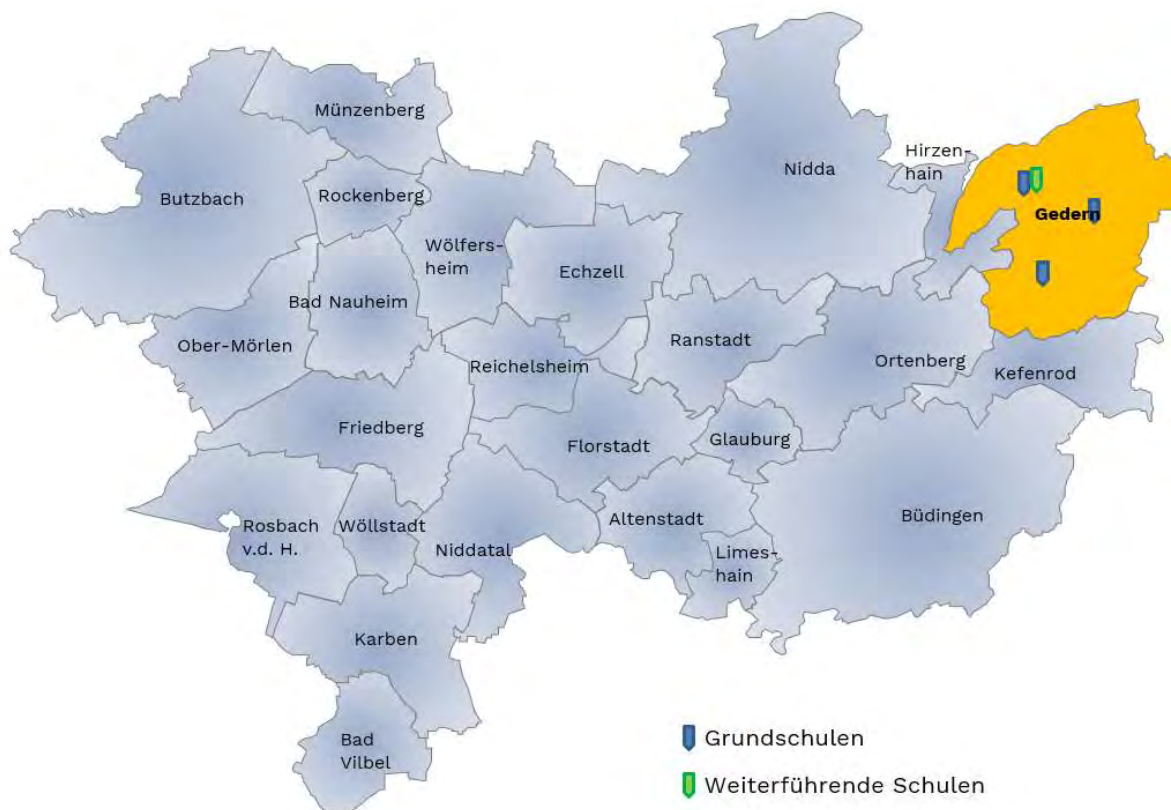 Münzenberg
Hirzen-
hain
Nidda
Butzbach
Rockenberg
Gedern
Wölfers-
heim
Echzell
Bad Nauheim
Ober-Mörlen
Ranstadt
Reichelsheim
Ortenberg
Kefenrod
Friedberg
Florstadt
Glauburg
Rosbach
v.d. H.
Wöllstadt
Niddatal
Altenstadt
Büdingen
Limes-
hain
Karben
Bad
Vilbel
Grundschulen
Weiterführende Schulen